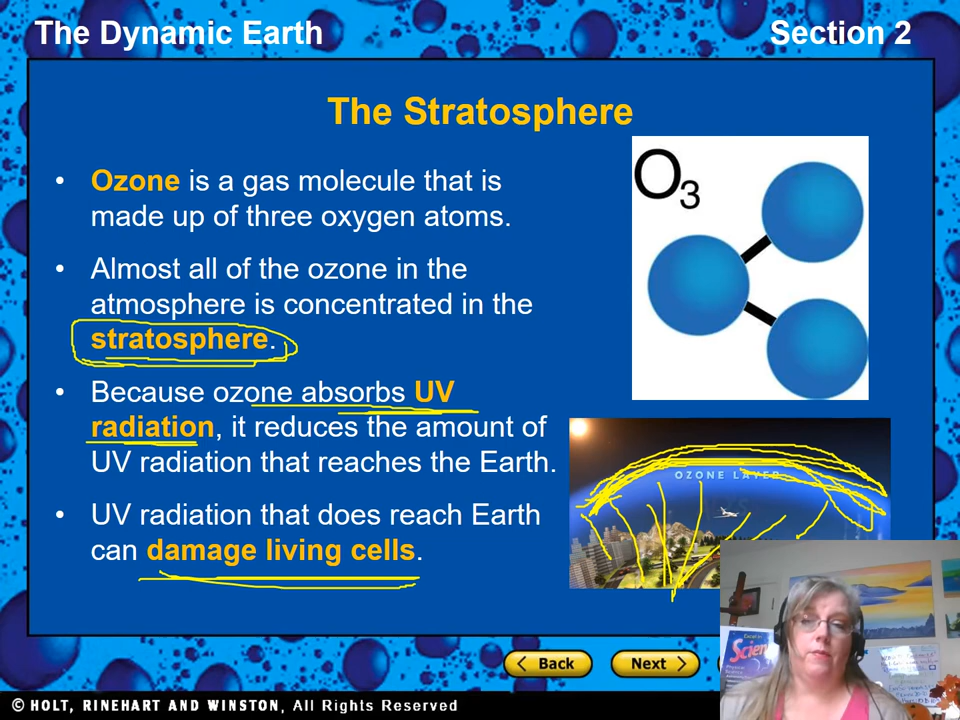 The Dynamic Earth
Section 2
The Stratosphere
• Ozone is a gas molecule that is
made up of three oxygen atoms.
• Almost all of the ozone in the
atmosphere is concentrated in the
stratosphere.
• Because ozone absorbs UV
radiation, it reduces the amount of
UV radiation that reaches the Earth.
• UV radiation that does reach Earth
can damage living cells.
O3
OZONE LAYER
Scien
< Back
Next >
© HOLT, RINEHART AND WINSTON, All Rights Reserved